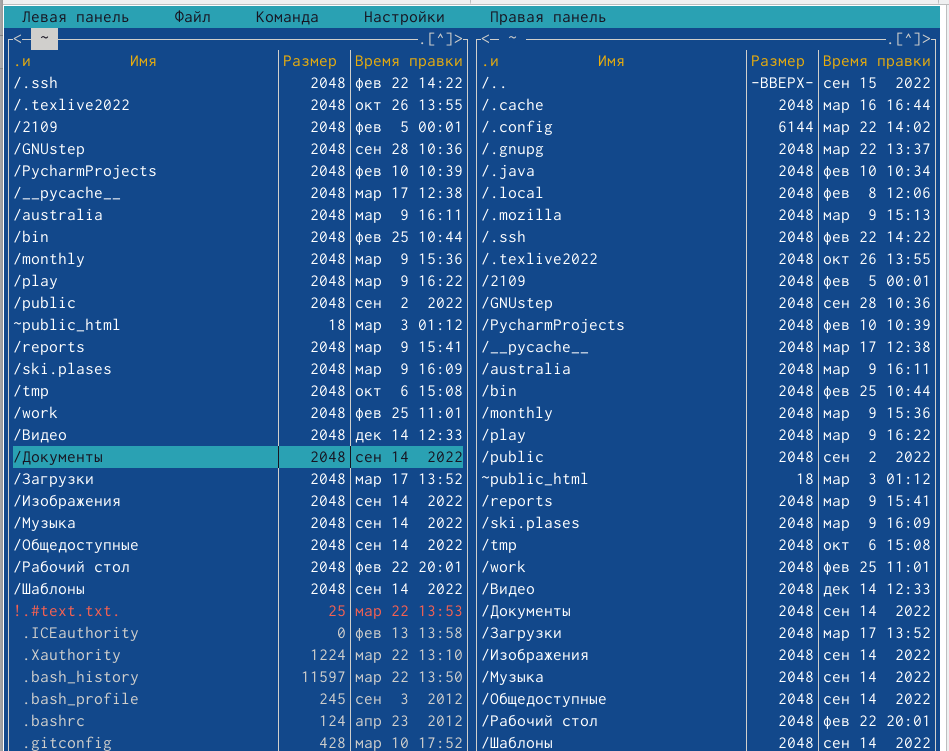 Левая панель Файл Команда Настройки Правая панель
<- ~ .[^]> <- ~ .[^]>
.и Имя Размер Время правки
/.ssh 2048 фев 22 14:22
/.texlive2022 2048 окт 26 13:55
/2109 2048 фев 5 00:01
/GNUstep 2048 сен 28 10:36
/PycharmProjects 2048 фев 10 10:39
/__pycache__ 2048 мар 17 12:38
/australia 2048 мар 9 16:11
/bin 2048 фев 25 10:44
/monthly 2048 мар 9 15:36
/play 2048 мар 9 16:22
/public 2048 сен 2 2022
~public_html 18 мар 3 01:12
/reports 2048 мар 9 15:41
/ski.plases 2048 мар 9 16:09
/tmp 2048 окт 6 15:08
/work 2048 фев 25 11:01
/Видео 2048 дек 14 12:33
/Документы 2048 сен 14 2022
/Загрузки 2048 мар 17 13:52
/Изображения 2048 сен 14 2022
/Музыка 2048 сен 14 2022
/Общедоступные 2048 сен 14 2022
/Рабочий стол 2048 фев 22 20:01
/Шаблоны 2048 сен 14 2022
!.#text.txt. 25 мар 22 13:53
.ICEauthority 0 фев 13 13:58
.Xauthority 1224 мар 22 13:10
.bash_history 11597 мар 22 13:50
.bash_profile 245 сен 3 2012
.bashrc 124 апр 23 2012
.gitconfig 428 мар 10 17:52
.и Имя Размер Время правки
/.. -ВВЕРХ- сен 15 2022
/.cache 2048 мар 16 16:44
/.config 6144 мар 22 14:02
/.gnupg 2048 мар 22 13:37
/.java 2048 фев 10 10:34
/.local 2048 фев 8 12:06
/.mozilla 2048 мар 9 15:13
/.ssh 2048 фев 22 14:22
/.texlive2022 2048 окт 26 13:55
/2109 2048 фев 5 00:01
/GNUstep 2048 сен 28 10:36
/PycharmProjects 2048 фев 10 10:39
/__pycache__ 2048 мар 17 12:38
/australia 2048 мар 9 16:11
/bin 2048 фев 25 10:44
/monthly 2048 мар 9 15:36
/play 2048 мар 9 16:22
/public 2048 сен 2 2022
~public_html 18 мар 3 01:12
/reports 2048 мар 9 15:41
/ski.plases 2048 мар 9 16:09
/tmp 2048 окт 6 15:08
/work 2048 фев 25 11:01
/Видео 2048 дек 14 12:33
/Документы 2048 сен 14 2022
/Загрузки 2048 мар 17 13:52
/Изображения 2048 сен 14 2022
/Музыка 2048 сен 14 2022
/Общедоступные 2048 сен 14 2022
/Рабочий стол 2048 фев 22 20:01
/Шаблоны 2048 сен 14 2022